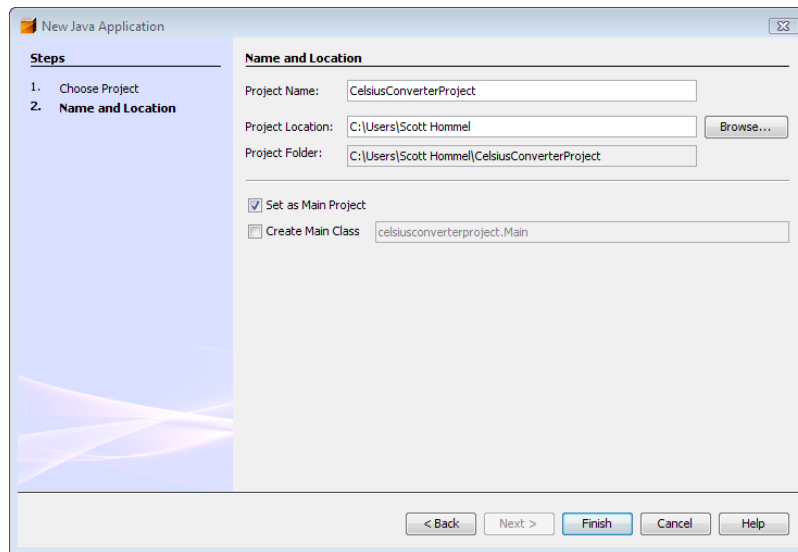 New Java Application
Steps
1. Choose Project
2. Name and Location
Name and Location
Project Name: CelsiusConverterProject
Project Location: C:\Users\Scott Hommel Browse...
Project Folder: C:\Users\Scott Hommel\CelsiusConverterProject
Set as Main Project
Create Main Class celsiusconverterproject.Main
< Back Next > Finish Cancel Help